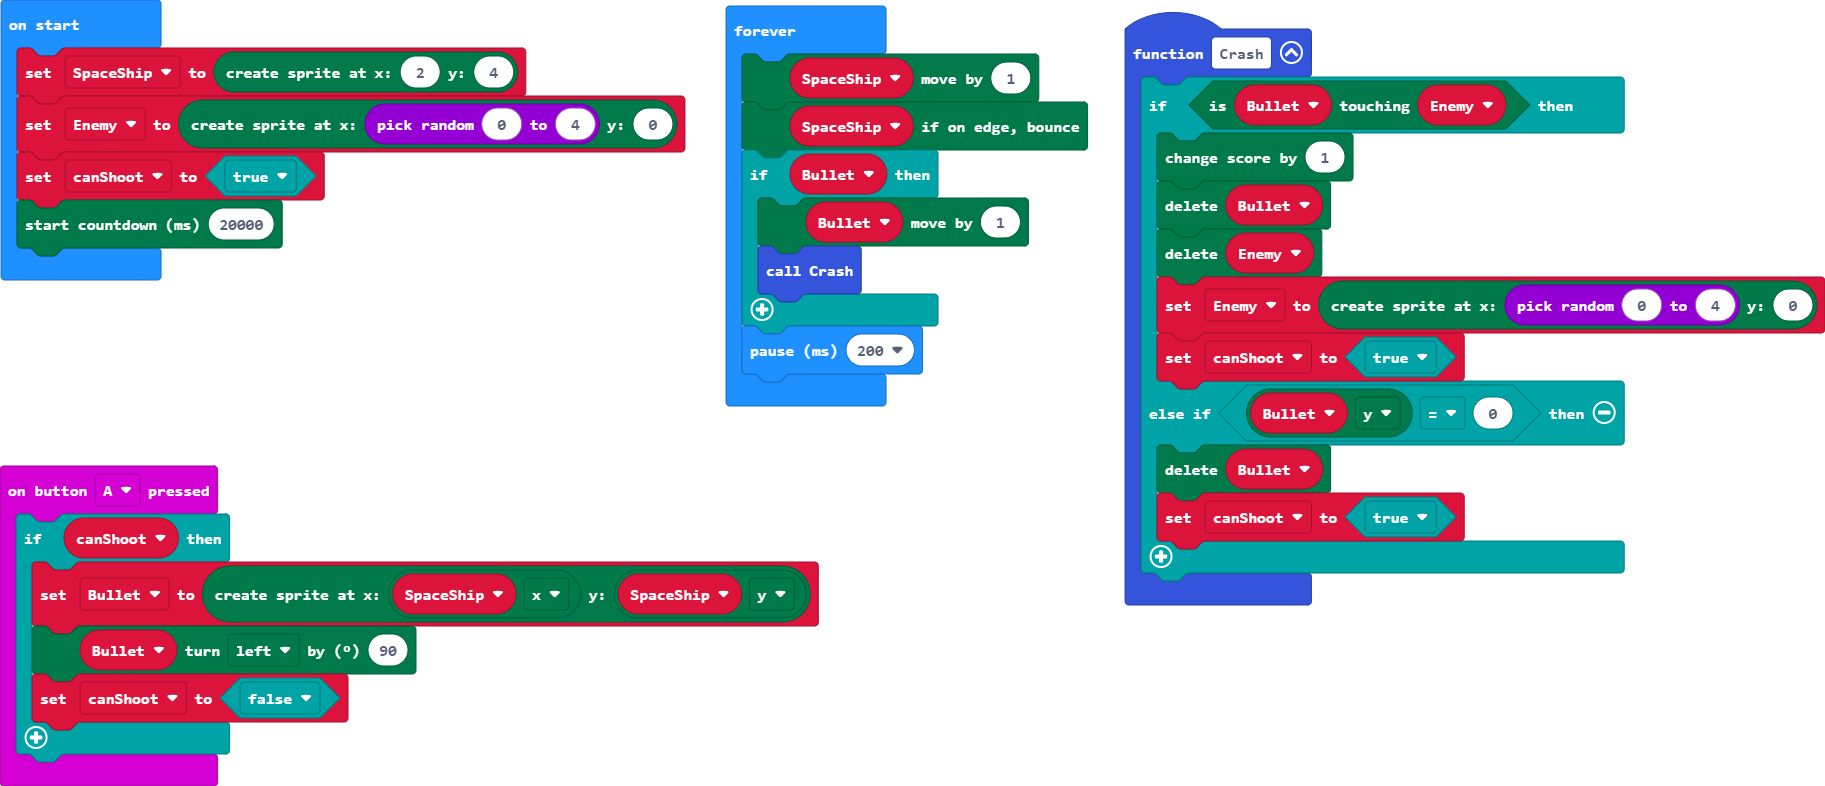 on start
set SpaceShip to create sprite at x: 2 y: 4
set Enemy to create sprite at x: pick random 0 to 4 y: 0
set canShoot to true
start countdown (ms) 20000
forever
SpaceShip move by 1
SpaceShip if on edge, bounce
if Bullet then
Bullet move by 1
call Crash
pause (ms) 200
function Crash
if is Bullet touching Enemy then
change score by 1
delete Bullet
delete Enemy
set Enemy to create sprite at x: pick random 0 to 4 y: 0
set canShoot to true
else if Bullet y = 0 then
delete Bullet
set canShoot to true
on button A pressed
if canShoot then
set Bullet to create sprite at x: SpaceShip x y: SpaceShip y
Bullet turn left by (º) 90
set canShoot to false